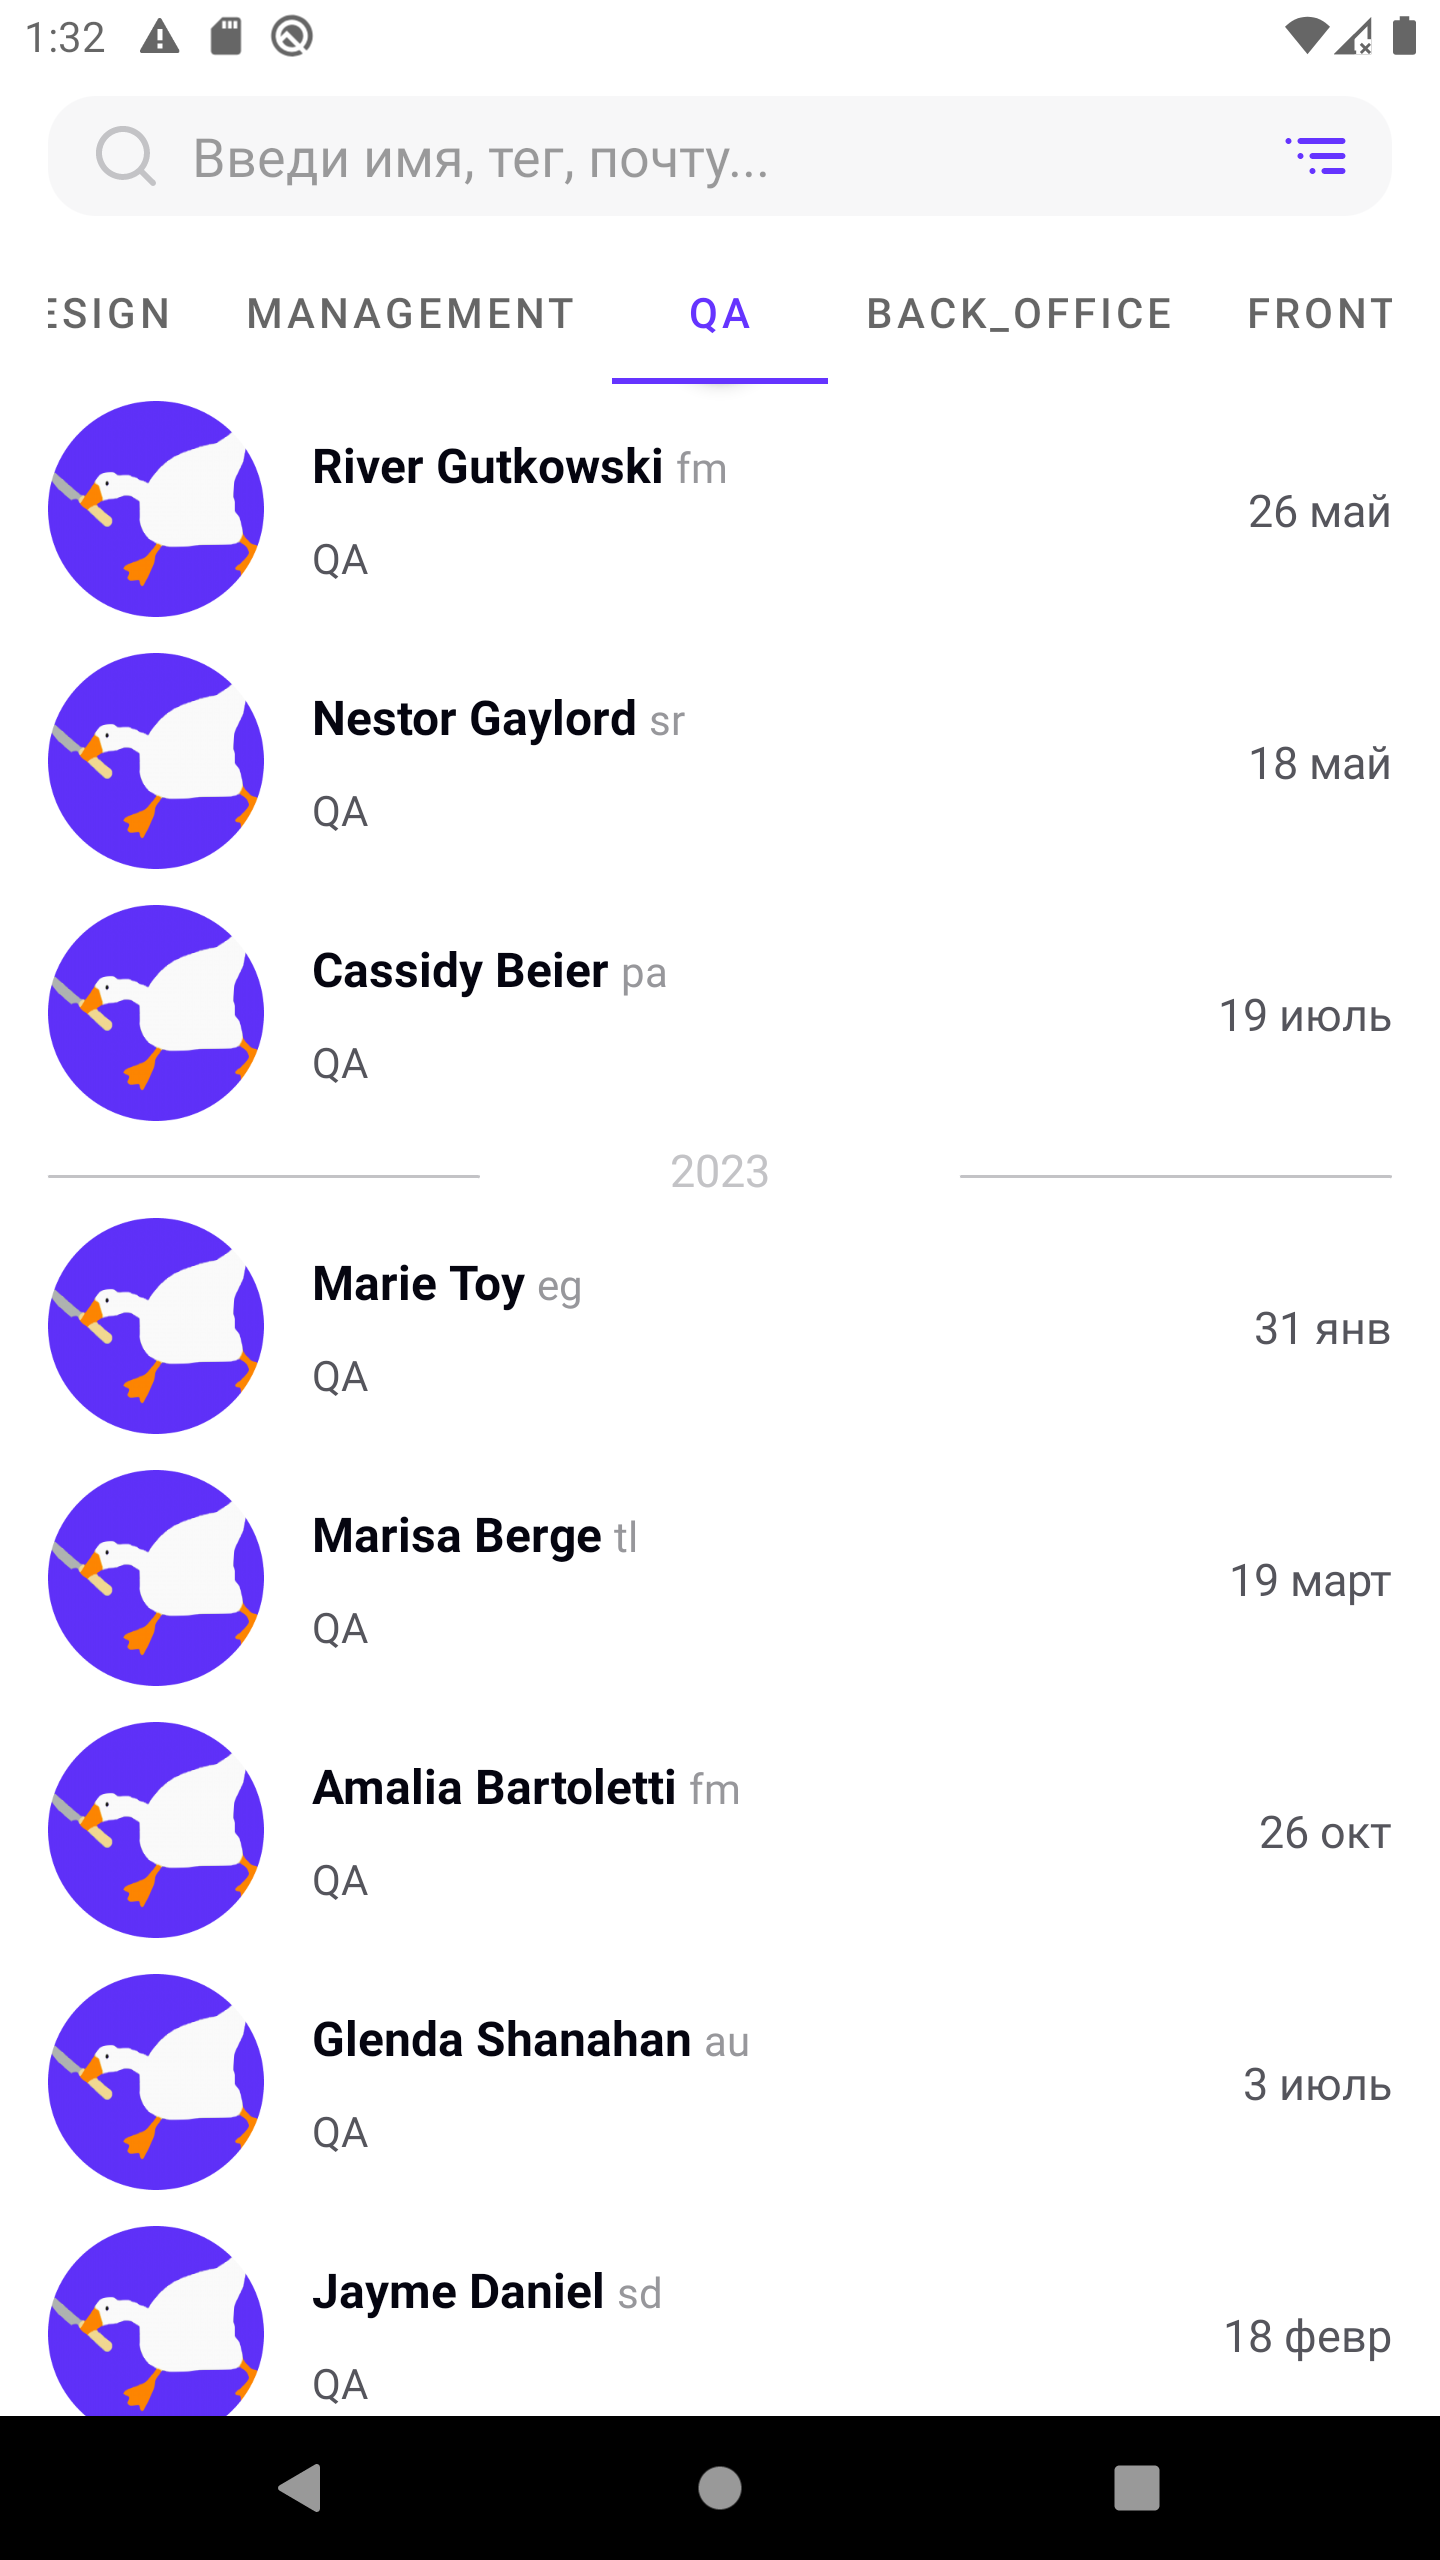 1:32
Введи имя, тег, почту...
ESIGN MANAGEMENT QA BACK_OFFICE FRONT
River Gutkowski fm
QA
26 май
Nestor Gaylord sr
QA
18 май
Cassidy Beier pa
QA
19 июль
2023
Marie Toy eg
QA
31 янв
Marisa Berge tl
QA
19 март
Amalia Bartoletti fm
QA
26 окт
Glenda Shanahan au
QA
3 июль
Jayme Daniel sd
QA
18 февр